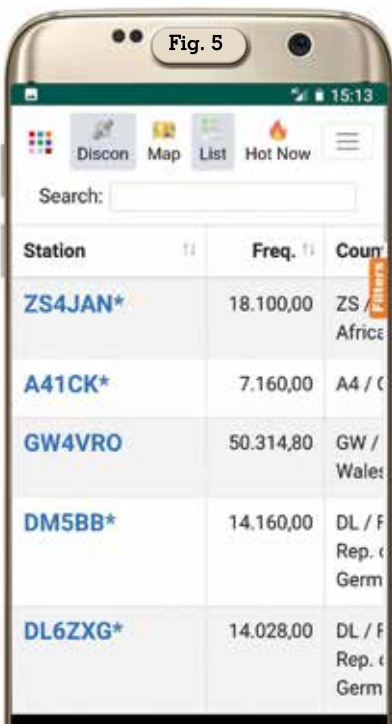 Fig. 5
15:13
Discon Map List Hot Now
Search:
Station Freq. Coun
Filters
ZS4JAN* 18.100,00 ZS /
Africa
A41CK* 7.160,00 A4 /
GW4VRO 50.314,80 GW /
Wales
DM5BB* 14.160,00 DL /
Rep.
Germ
DL6ZXG* 14.028,00 DL /
Rep.
Germ